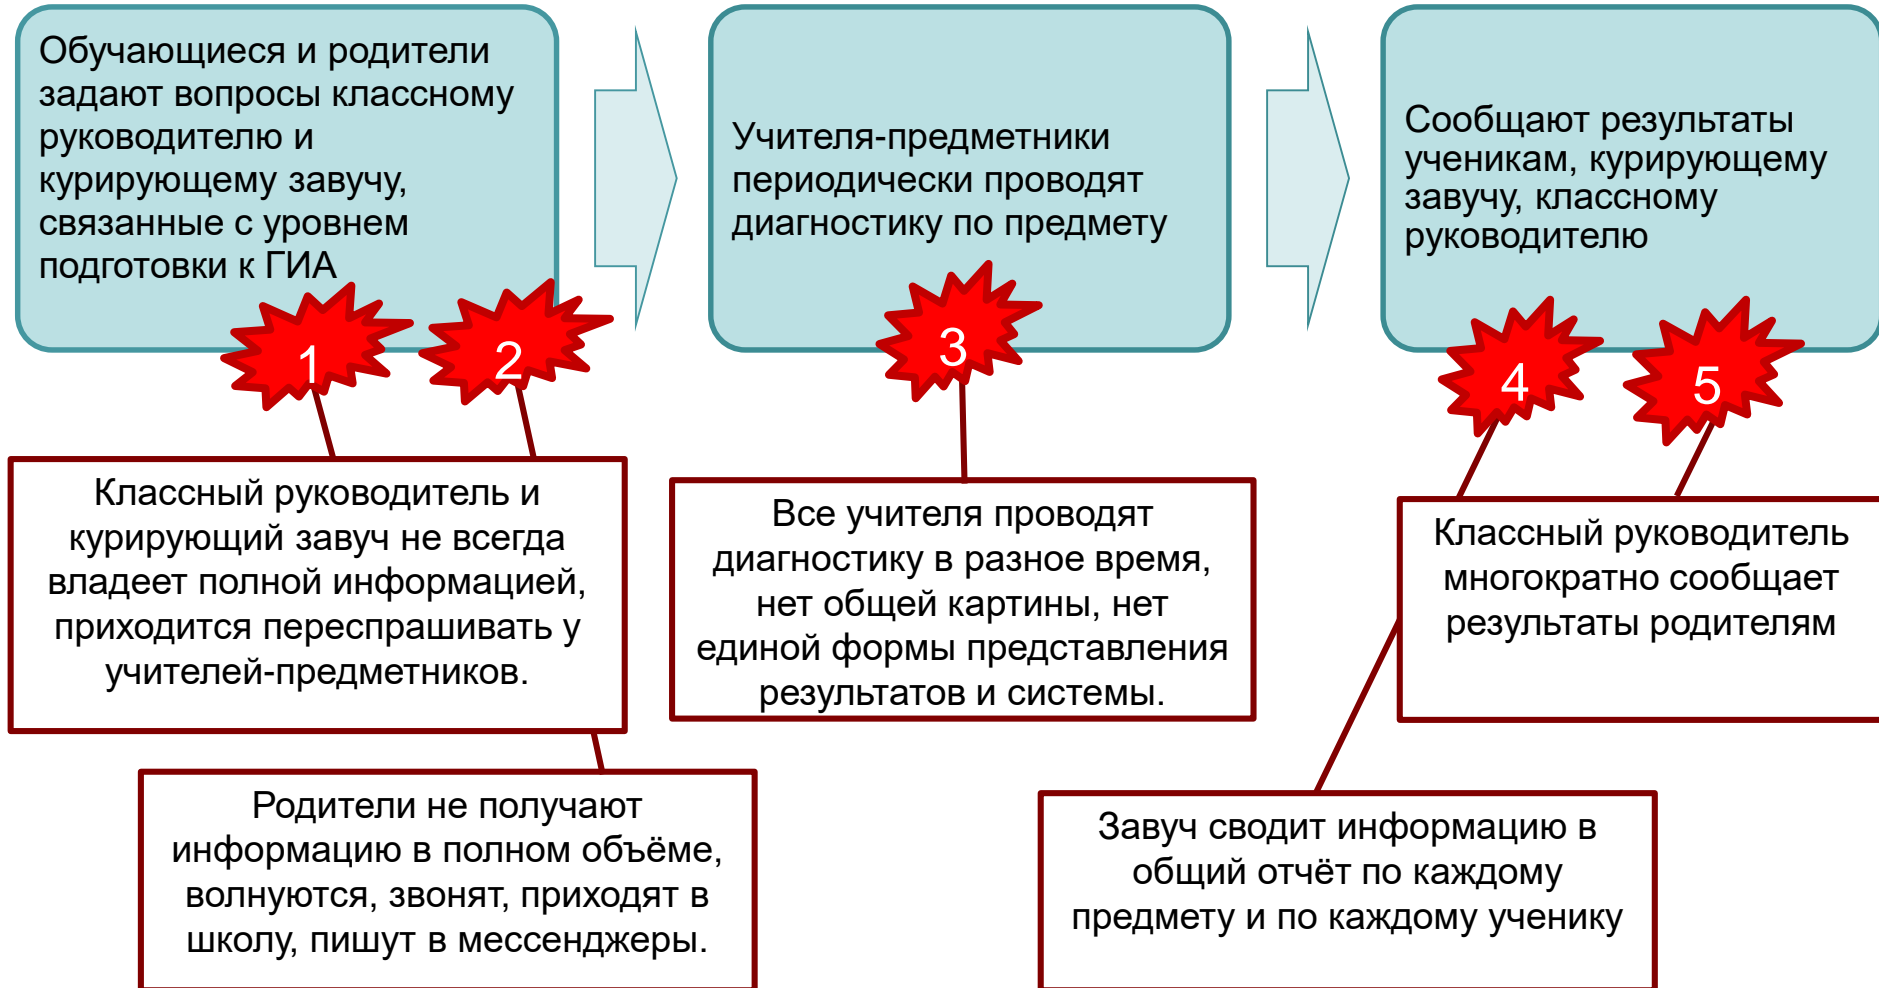 Обучающиеся и родители
задают вопросы классному
руководителю и
курирующему завучу,
связанные с уровнем
подготовки к ГИА
Учителя-предметники
периодически проводят
диагностику по предмету
Сообщают результаты
ученикам, курирующему
завучу, классному
руководителю
1
2
3
4
5
Классный руководитель и
курирующий завуч не всегда
владеет полной информацией,
приходится переспрашивать у
учителей-предметников.
Все учителя проводят
диагностику в разное время,
нет общей картины, нет
единой формы представления
результатов и системы.
Классный руководитель
многократно сообщает
результаты родителям
Родители не получают
информацию в полном объёме,
волнуются, звонят, приходят в
школу, пишут в мессенджеры.
Завуч сводит информацию в
общий отчёт по каждому
предмету и по каждому ученику